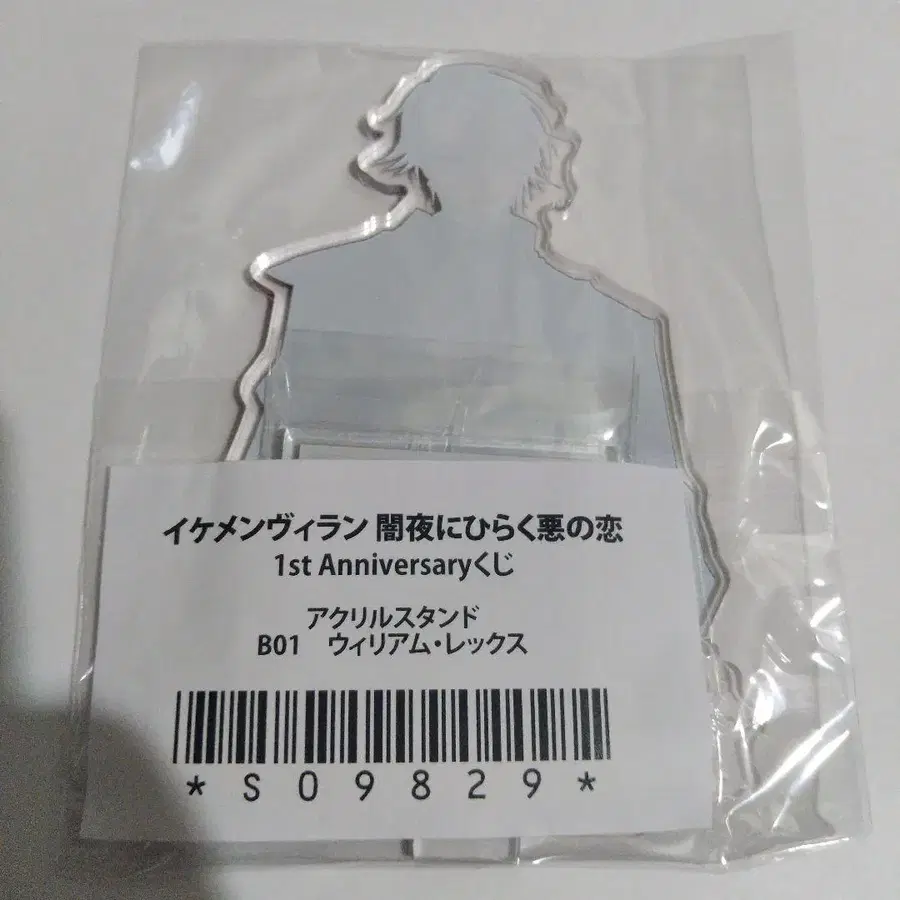 イケメンヴィラン 闇夜にひらく悪の恋
1st Anniversaryくじ
アクリルスタンド
B01　ウィリアム・レックス
*S09829*